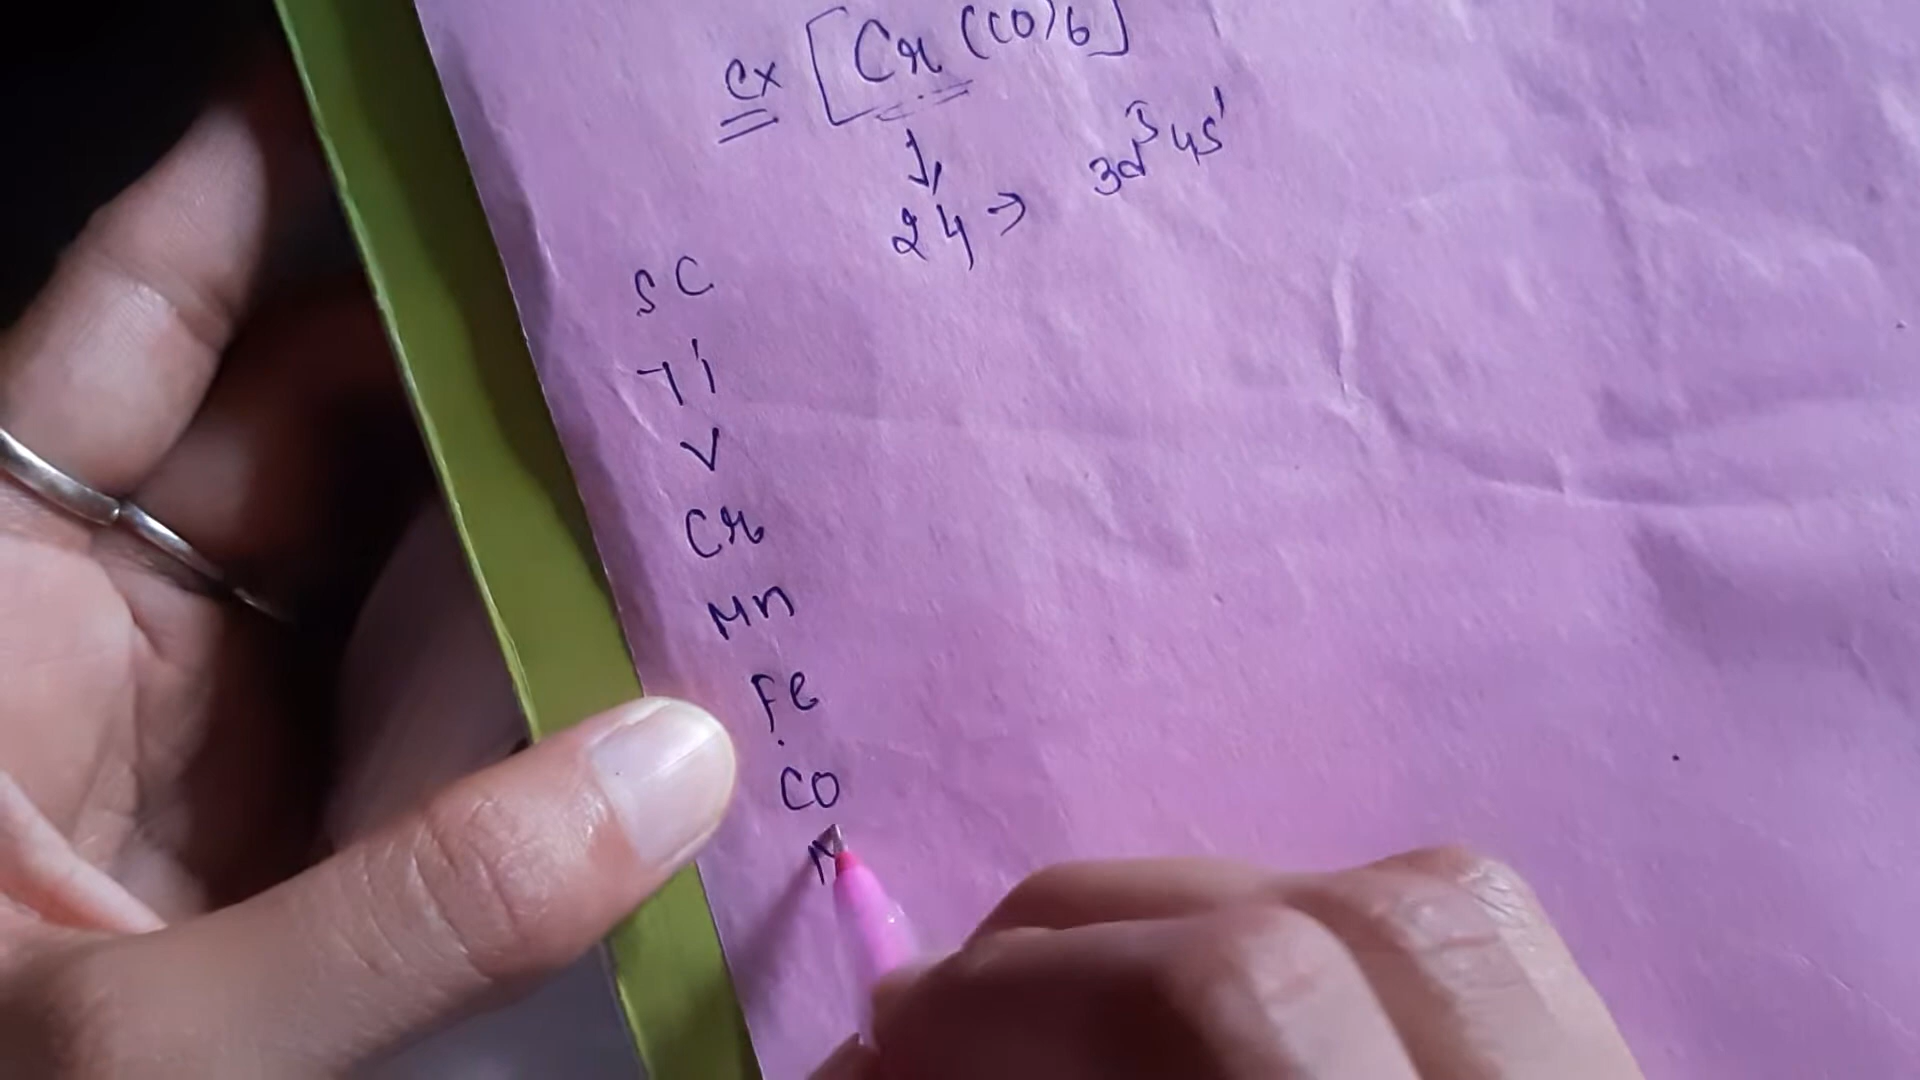 ex [Cr(CO)6]
24 → 3d5 4s1
SC
Ti
V
Cr
Mn
Fe
CO
N